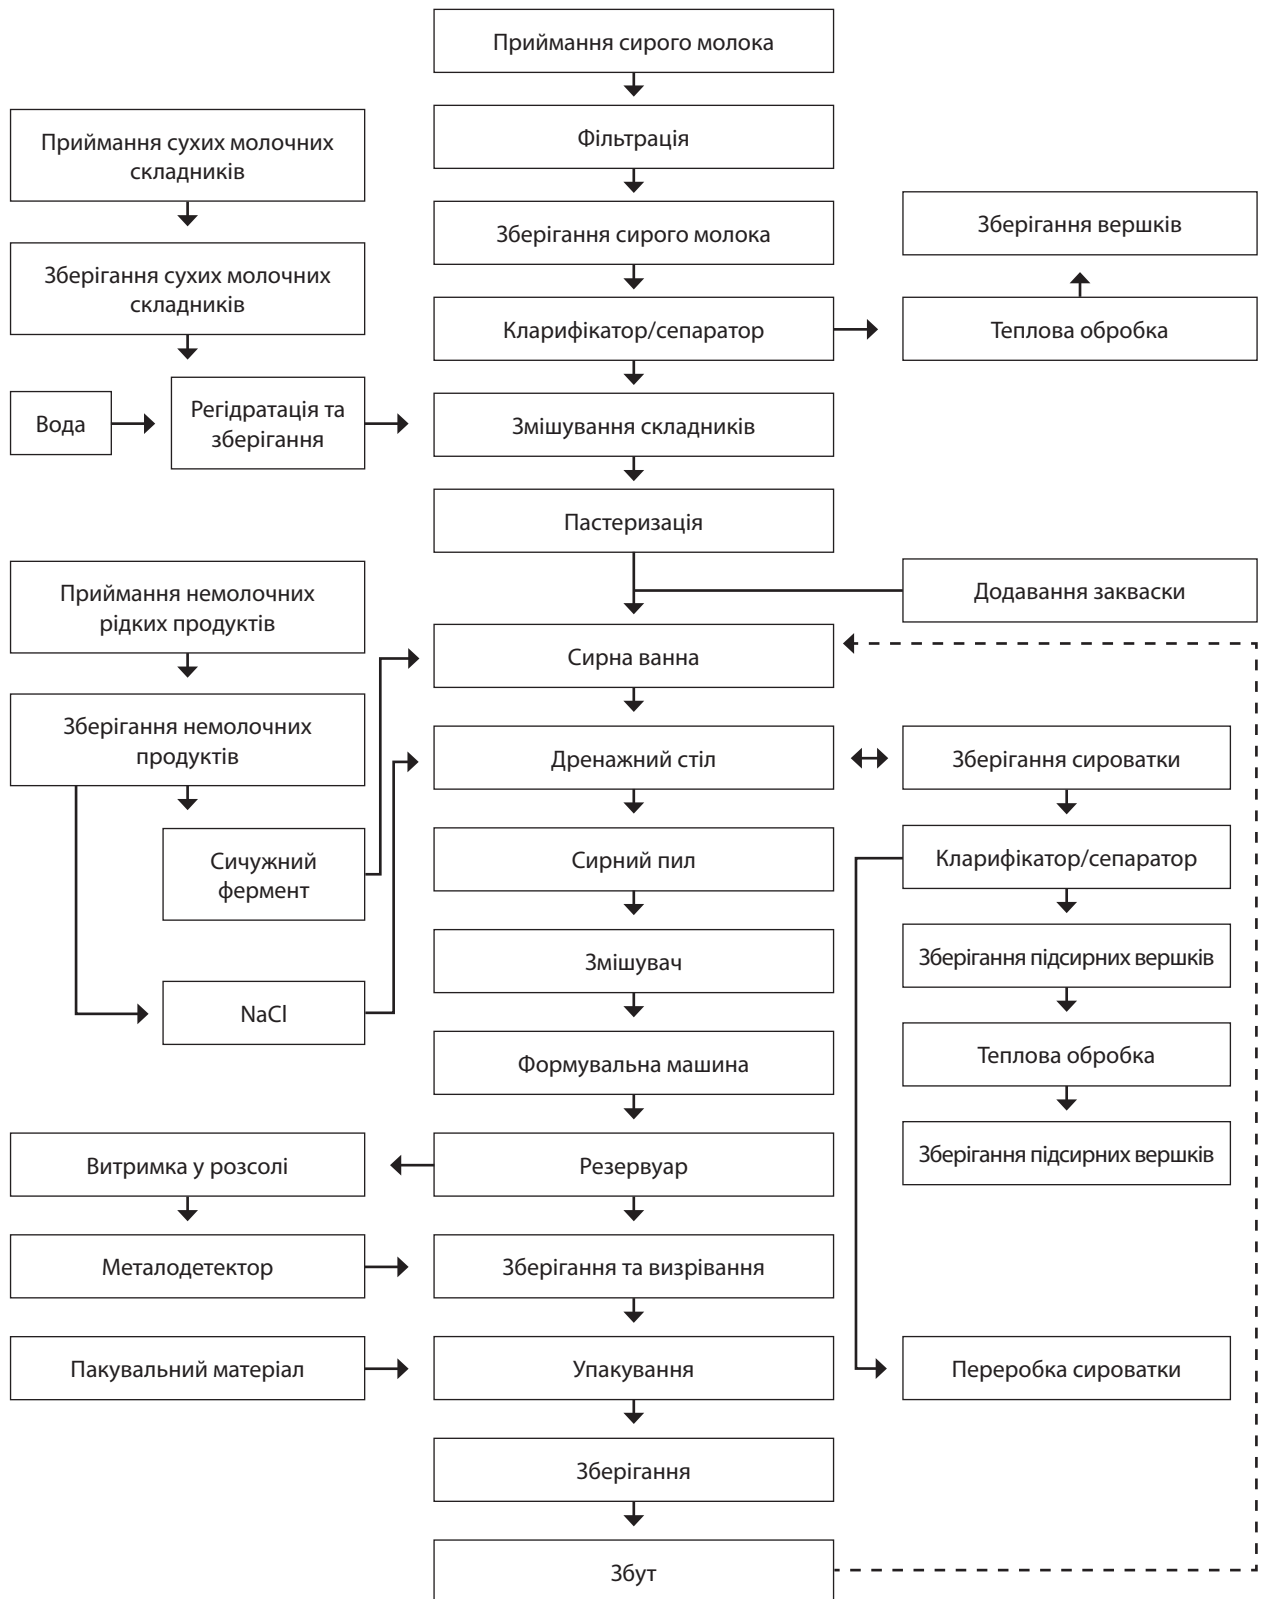 Приймання сирого молока
Фільтрація
Приймання сухих молочних
складників
Зберігання сирого молока
Зберігання вершків
Зберігання сухих молочних
складників
Кларифікатор/сепаратор
Теплова обробка
Вода
Регідратація та
зберігання
Змішування складників
Пастеризація
Приймання немолочних
рідких продуктів
Додавання закваски
Сирна ванна
Зберігання немолочних
продуктів
Дренажний стіл
Зберігання сироватки
Сичужний
фермент
Сирний пил
Кларифікатор/сепаратор
Змішувач
Зберігання підсирних вершків
NaCl
Формувальна машина
Теплова обробка
Витримка у розсолі
Резервуар
Зберігання підсирних вершків
Металодетектор
Зберігання та визрівання
Пакувальний матеріал
Упакування
Переробка сироватки
Зберігання
Збут